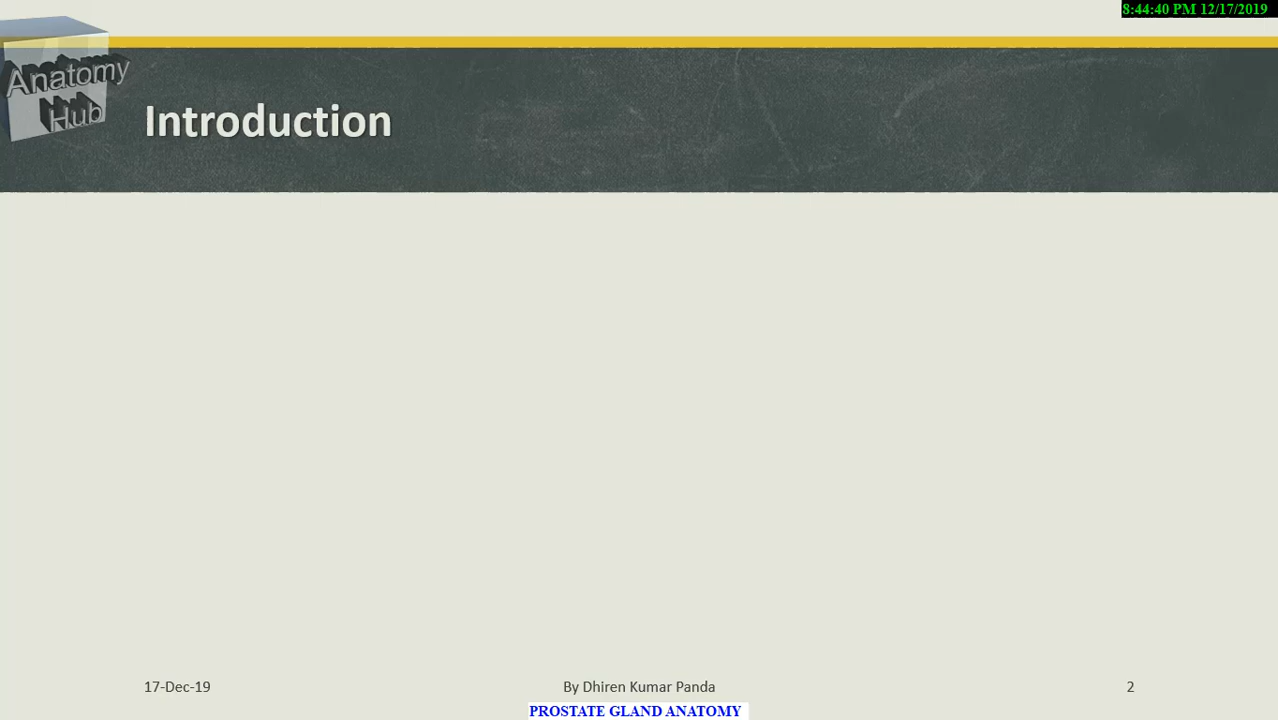 8:44:40 PM 12/17/2019
Anatomy
Hub
Introduction
17-Dec-19
By Dhiren Kumar Panda
2
PROSTATE GLAND ANATOMY